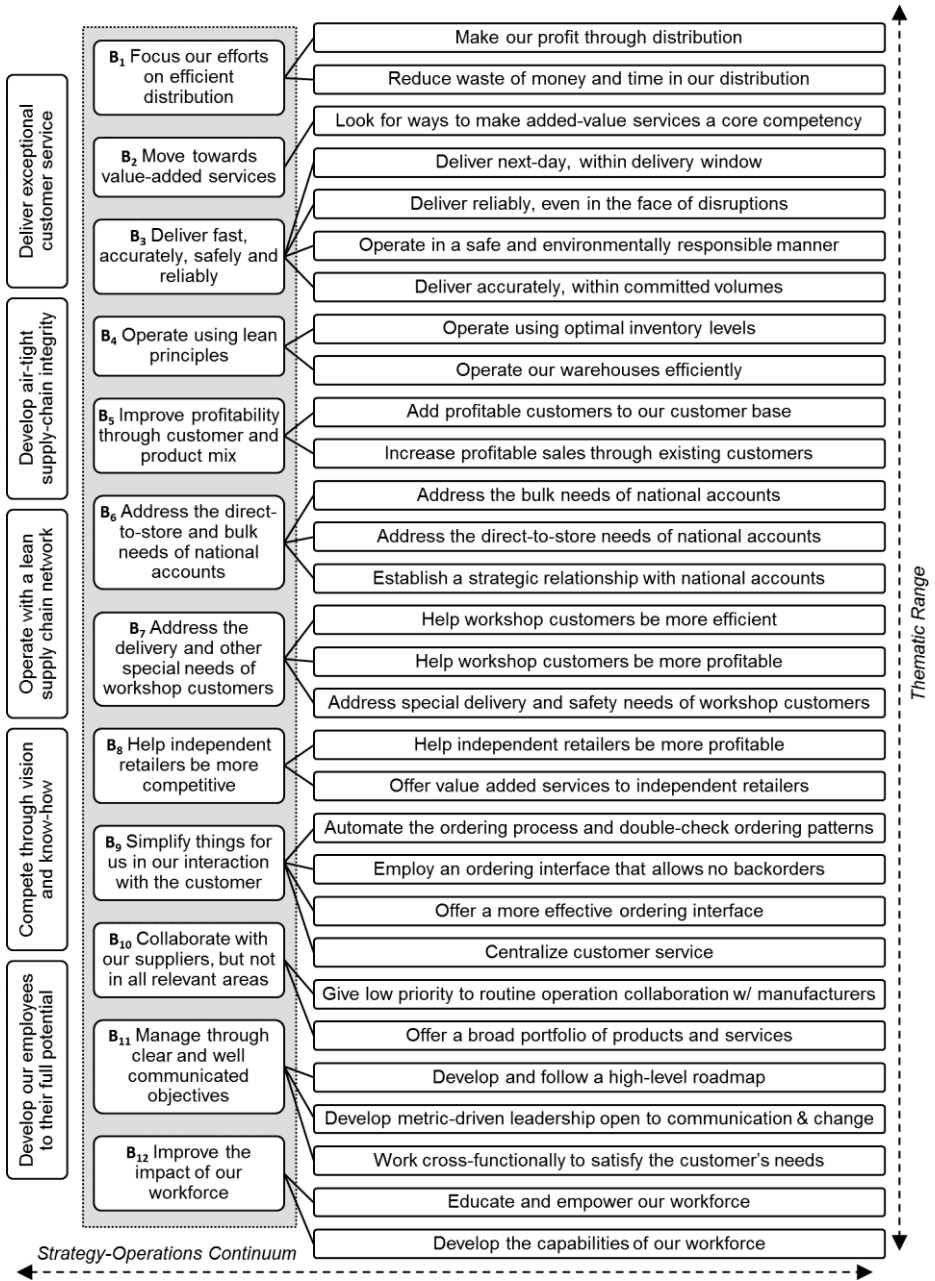 Deliver exceptional
customer service
Develop air-tight
supply-chain integrity
Operate with a lean
supply chain network
Compete through vision
and know-how
Develop our employees
to their full potential
B₁ Focus our efforts
on efficient
distribution
B₂ Move towards
value-added services
B₃ Deliver fast,
accurately, safely and
reliably
B₄ Operate using lean
principles
B₅ Improve profitability
through customer and
product mix
B₆ Address the direct-
to-store and bulk
needs of national
accounts
B₇ Address the
delivery and other
special needs of
workshop customers
B₈ Help independent
retailers be more
competitive
B₉ Simplify things for
us in our interaction
with the customer
B₁₀ Collaborate with
our suppliers, but not
in all relevant areas
B₁₁ Manage through
clear and well
communicated
objectives
B₁₂ Improve the
impact of our
workforce
Make our profit through distribution
Reduce waste of money and time in our distribution
Look for ways to make added-value services a core competency
Deliver next-day, within delivery window
Deliver reliably, even in the face of disruptions
Operate in a safe and environmentally responsible manner
Deliver accurately, within committed volumes
Operate using optimal inventory levels
Operate our warehouses efficiently
Add profitable customers to our customer base
Increase profitable sales through existing customers
Address the bulk needs of national accounts
Address the direct-to-store needs of national accounts
Establish a strategic relationship with national accounts
Help workshop customers be more efficient
Help workshop customers be more profitable
Address special delivery and safety needs of workshop customers
Help independent retailers be more profitable
Offer value added services to independent retailers
Automate the ordering process and double-check ordering patterns
Employ an ordering interface that allows no backorders
Offer a more effective ordering interface
Centralize customer service
Give low priority to routine operation collaboration w/ manufacturers
Offer a broad portfolio of products and services
Develop and follow a high-level roadmap
Develop metric-driven leadership open to communication & change
Work cross-functionally to satisfy the customer's needs
Educate and empower our workforce
Develop the capabilities of our workforce
Thematic Range
Strategy-Operations Continuum